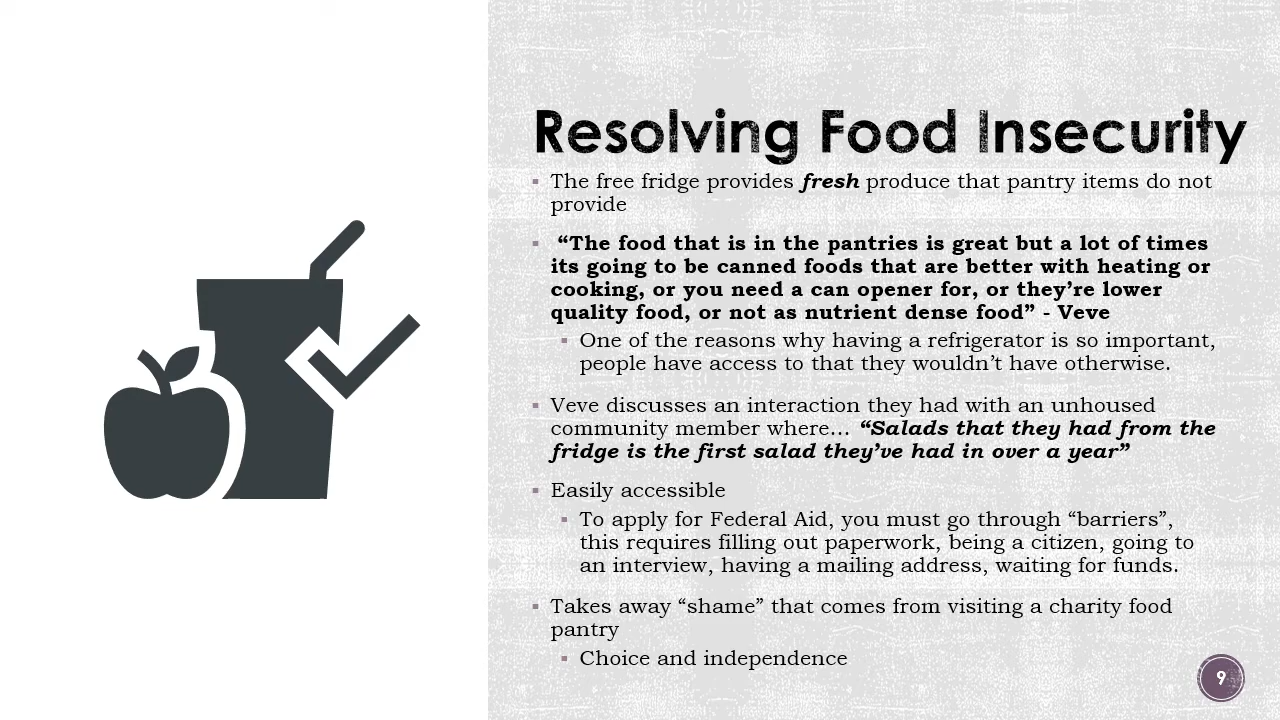 Resolving Food Insecurity
▪ The free fridge provides fresh produce that pantry items do not
provide
▪ “The food that is in the pantries is great but a lot of times
its going to be canned foods that are better with heating or
cooking, or you need a can opener for, or they’re lower
quality food, or not as nutrient dense food” - Veve
▪ One of the reasons why having a refrigerator is so important,
people have access to that they wouldn’t have otherwise.
▪ Veve discusses an interaction they had with an unhoused
community member where… “Salads that they had from the
fridge is the first salad they’ve had in over a year”
▪ Easily accessible
▪ To apply for Federal Aid, you must go through “barriers”,
this requires filling out paperwork, being a citizen, going to
an interview, having a mailing address, waiting for funds.
▪ Takes away “shame” that comes from visiting a charity food
pantry
▪ Choice and independence
9